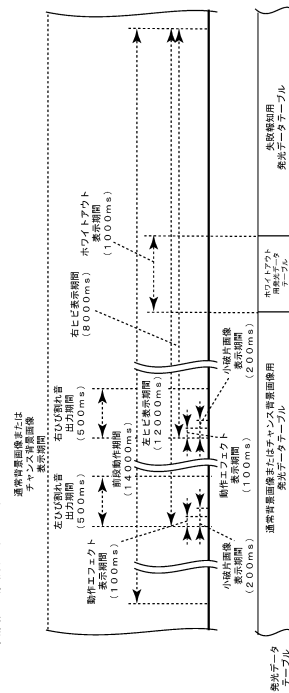 通常背景画像または
チャンス背景画像
表示期間
左ひび割れ音
出力期間
(500ms)
右ひび割れ音
出力期間
(500ms)
ホワイトアウト
表示期間
(1000ms)
右ヒビ表示期間
(8000ms)
前段動作期間
(14000ms)
左ヒビ表示期間
(12000ms)
動作エフェクト
表示期間
(100ms)
小破片画像
表示期間
(200ms)
動作エフェクト
表示期間
(100ms)
小破片画像
表示期間
(200ms)
発光データ
テーブル
通常背景画像またはチャンス背景画像用
発光データテーブル
ホワイトアウト
用発光データ
テーブル
失敗報知用
発光データテーブル